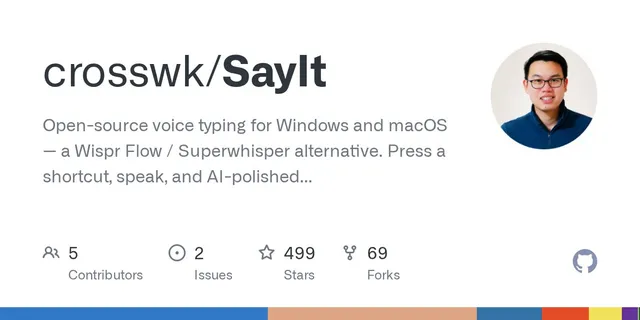 crosswk/SayIt
Open-source voice typing for Windows and macOS
— a Wispr Flow / Superwhisper alternative. Press a
shortcut, speak, and AI-polished...
5 2 499 69
Contributors Issues Stars Forks